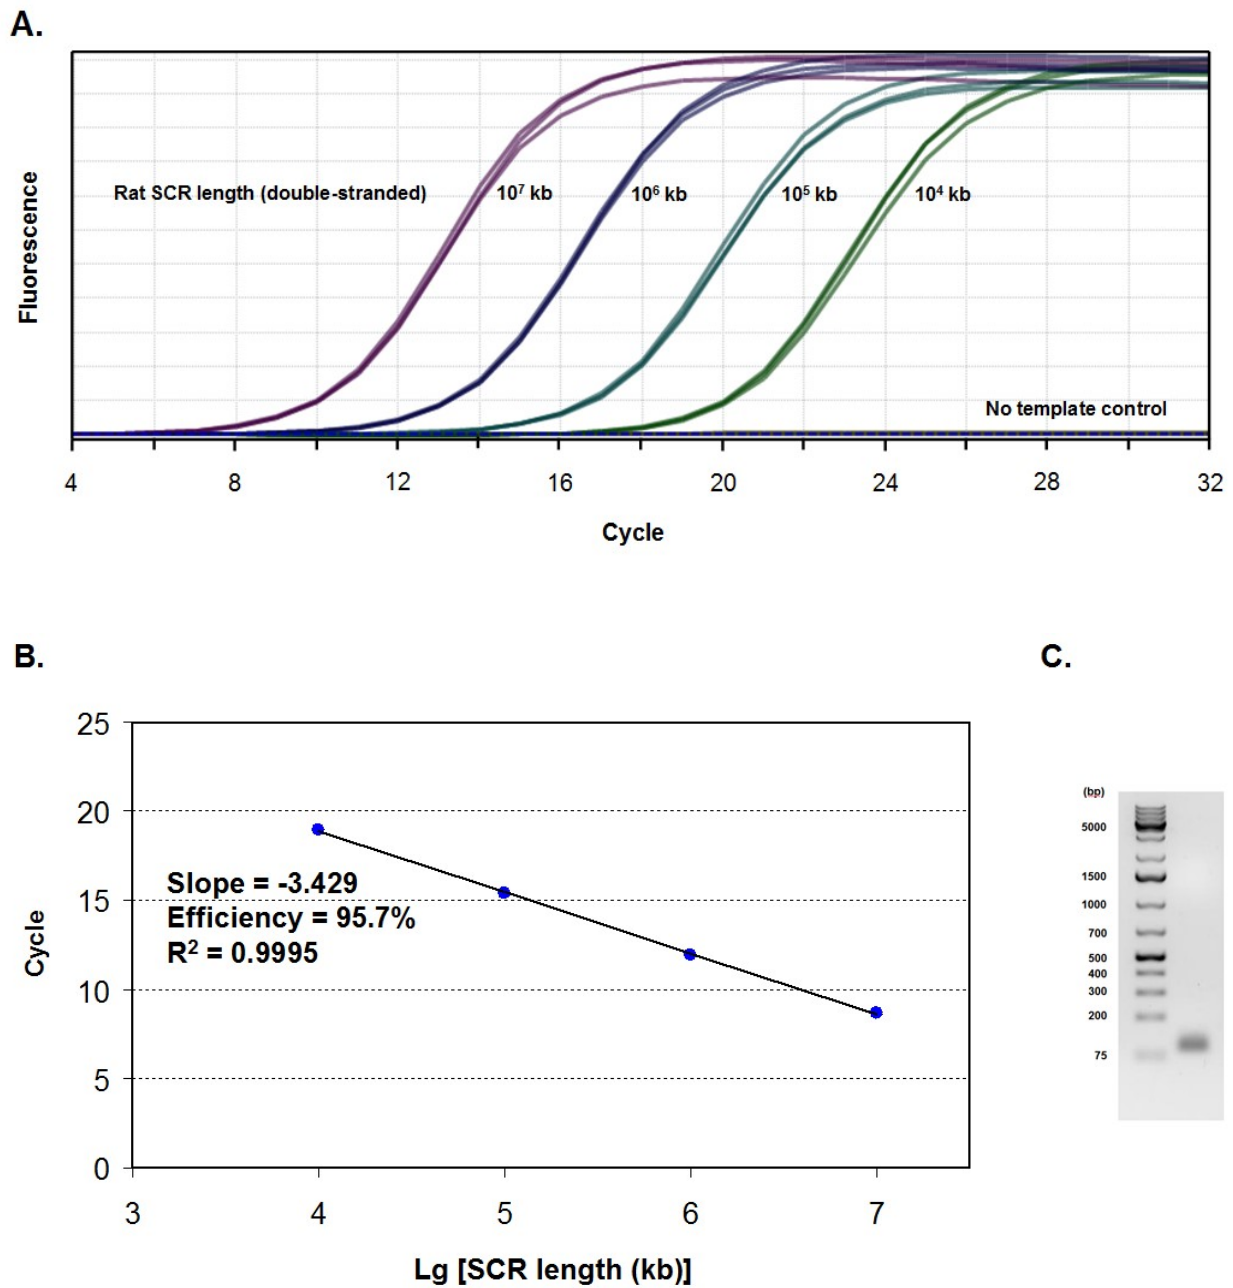 A.
Fluorescence
Rat SCR length (double-stranded)
10⁷ kb
10⁶ kb
10⁵ kb
10⁴ kb
No template control
4 8 12 16 20 24 28 32
Cycle
B.
25
20
15
10
5
0
Cycle
Slope = -3.429
Efficiency = 95.7%
R² = 0.9995
3 4 5 6 7
Lg [SCR length (kb)]
C.
(bp)
5000
1500
1000
700
500
400
300
200
75